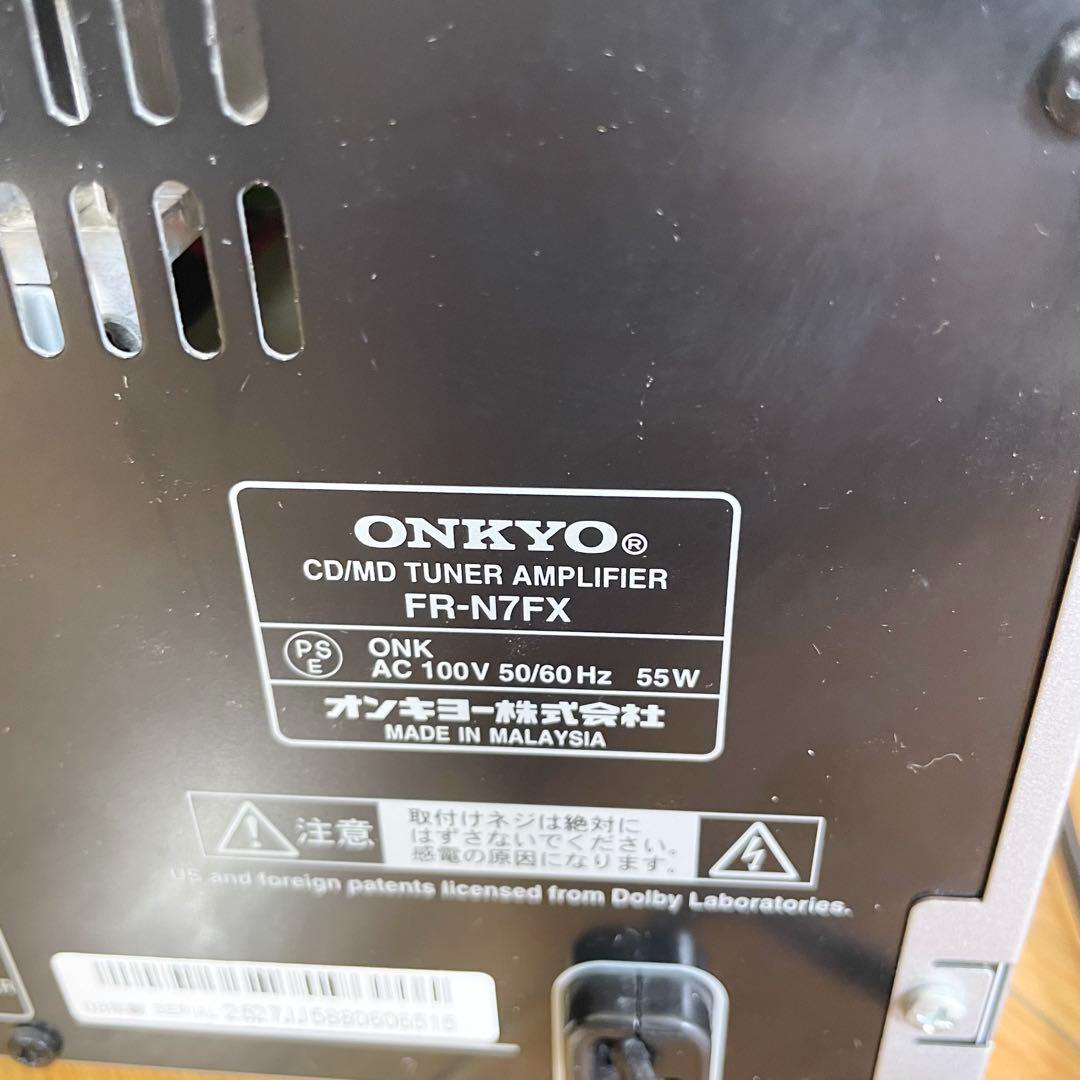 ONKYO®
CD/MD TUNER AMPLIFIER
FR-N7FX
PS
E
ONK
AC 100V 50/60Hz 55W
オンキヨー株式会社
MADE IN MALAYSIA
注意
取付けネジは絶対に
はずさないでください。
感電の原因になります。
US and foreign patents licensed from Dolby Laboratories.
SERIAL